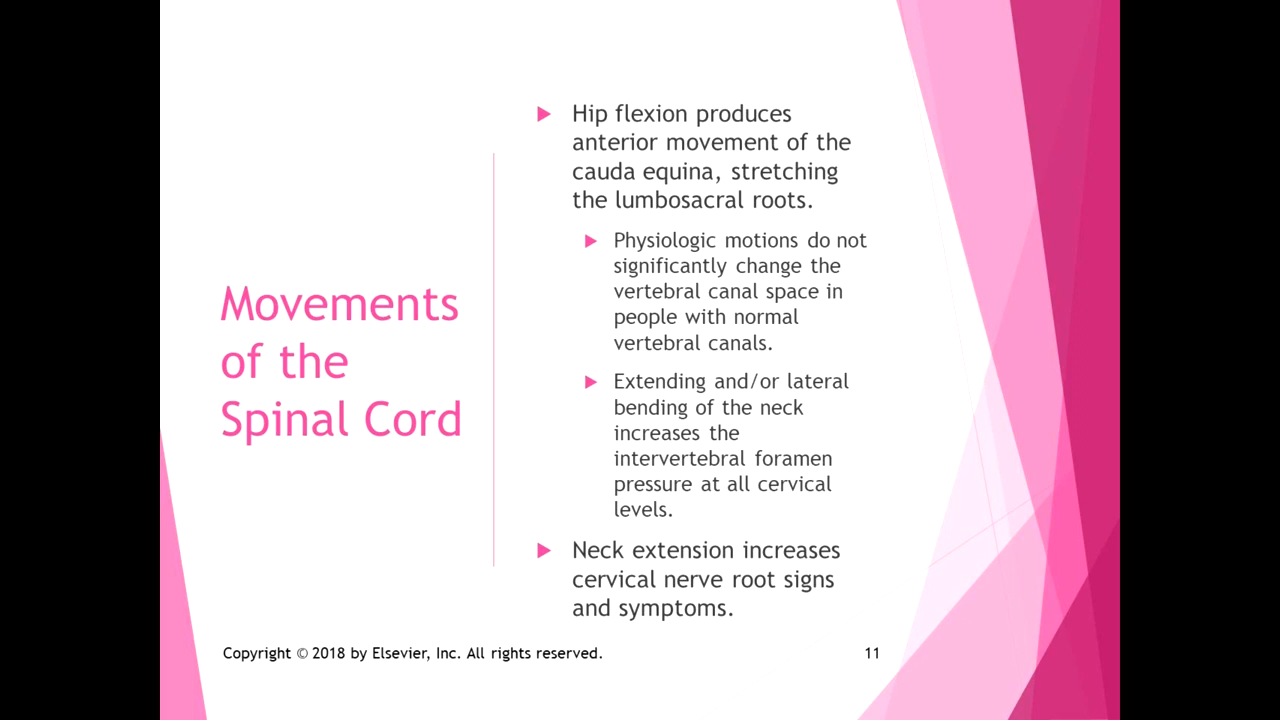 Movements
of the
Spinal Cord
Hip flexion produces
anterior movement of the
cauda equina, stretching
the lumbosacral roots.
Physiologic motions do not
significantly change the
vertebral canal space in
people with normal
vertebral canals.
Extending and/or lateral
bending of the neck
increases the
intervertebral foramen
pressure at all cervical
levels.
Neck extension increases
cervical nerve root signs
and symptoms.
Copyright © 2018 by Elsevier, Inc. All rights reserved.
11